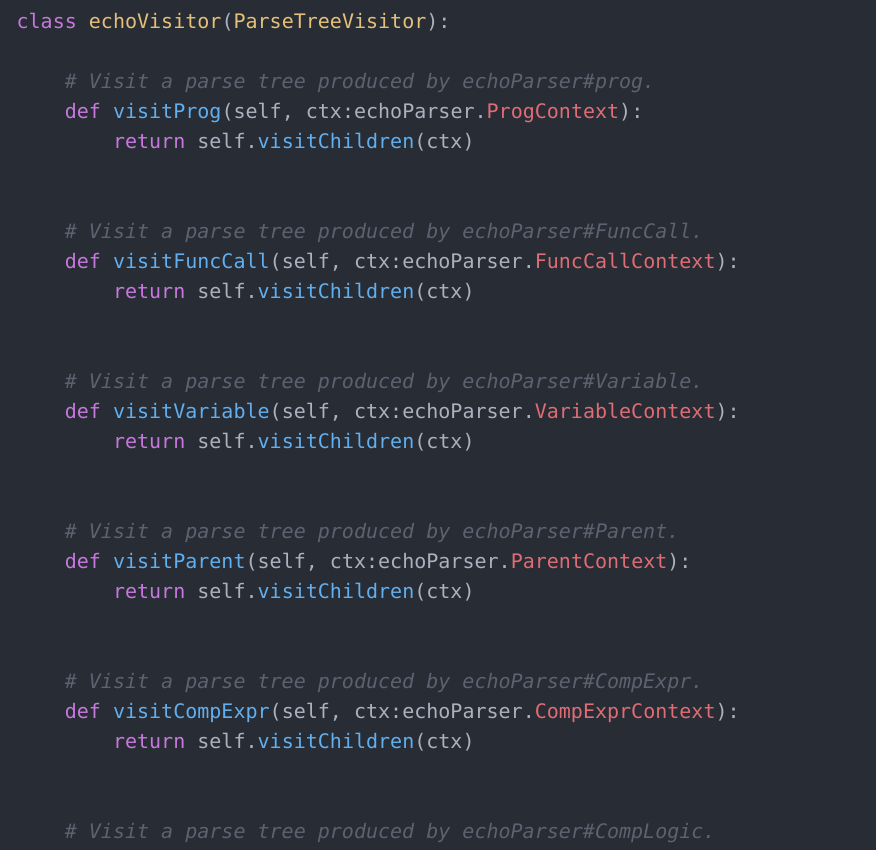 class echoVisitor(ParseTreeVisitor):
# Visit a parse tree produced by echoParser#prog.
def visitProg(self, ctx:echoParser.ProgContext):
return self.visitChildren(ctx)
# Visit a parse tree produced by echoParser#FuncCall.
def visitFuncCall(self, ctx:echoParser.FuncCallContext):
return self.visitChildren(ctx)
# Visit a parse tree produced by echoParser#Variable.
def visitVariable(self, ctx:echoParser.VariableContext):
return self.visitChildren(ctx)
# Visit a parse tree produced by echoParser#Parent.
def visitParent(self, ctx:echoParser.ParentContext):
return self.visitChildren(ctx)
# Visit a parse tree produced by echoParser#CompExpr.
def visitCompExpr(self, ctx:echoParser.CompExprContext):
return self.visitChildren(ctx)
# Visit a parse tree produced by echoParser#CompLogic.